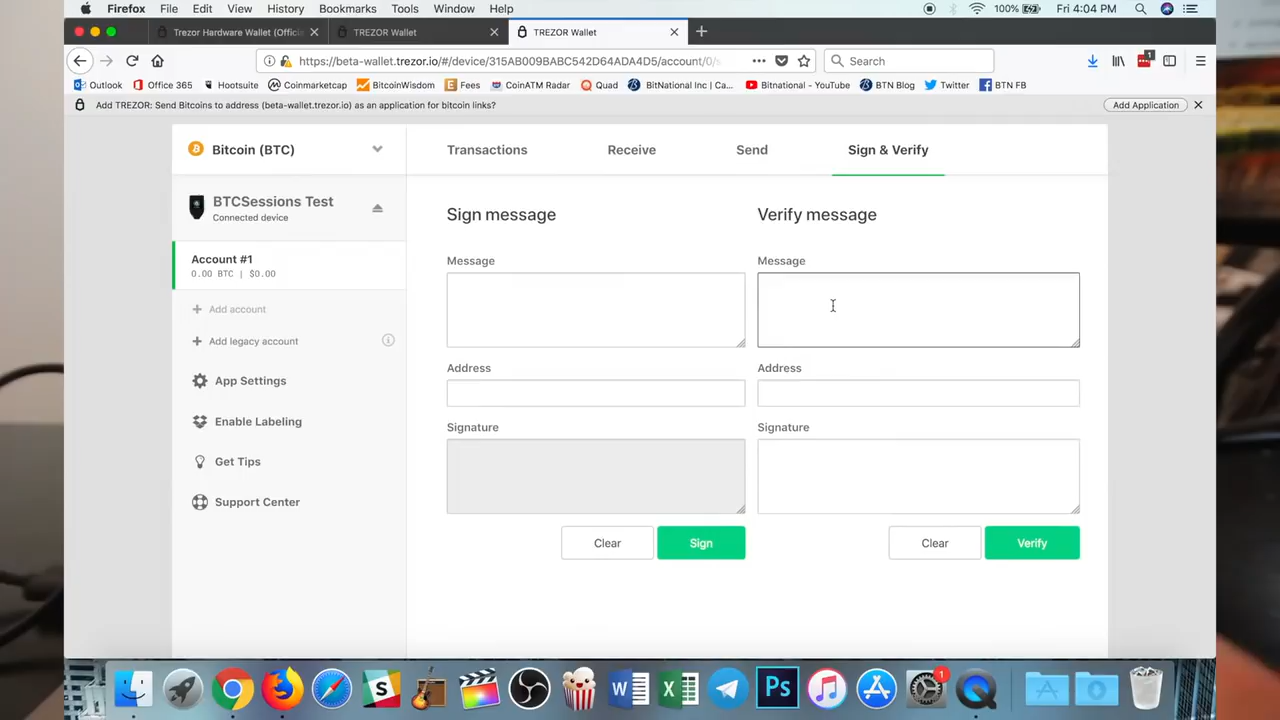 Firefox File Edit View History Bookmarks Tools Window Help 100% Fri 4:04 PM
Trezor Hardware Wallet (Offici TREZOR Wallet TREZOR Wallet
https://beta-wallet.trezor.io/#/device/315AB009BABC542D64ADA4D5/account/0/ Search
Outlook Office 365 Hootsuite Coinmarketcap BitcoinWisdom Fees CoinATM Radar Quad BitNational Inc | Ca... Bitnational - YouTube BTN Blog Twitter BTN FB
Add TREZOR: Send Bitcoins to address (beta-wallet.trezor.io) as an application for bitcoin links? Add Application
Bitcoin (BTC) Transactions Receive Send Sign & Verify
BTCSessions Test
Connected device
Sign message Verify message
Account #1
0.00 BTC | $0.00
Message Message
Add account
Add legacy account
Address Address
App Settings
Enable Labeling
Signature Signature
Get Tips
Support Center
Clear Sign Clear Verify
S W X Ps 1